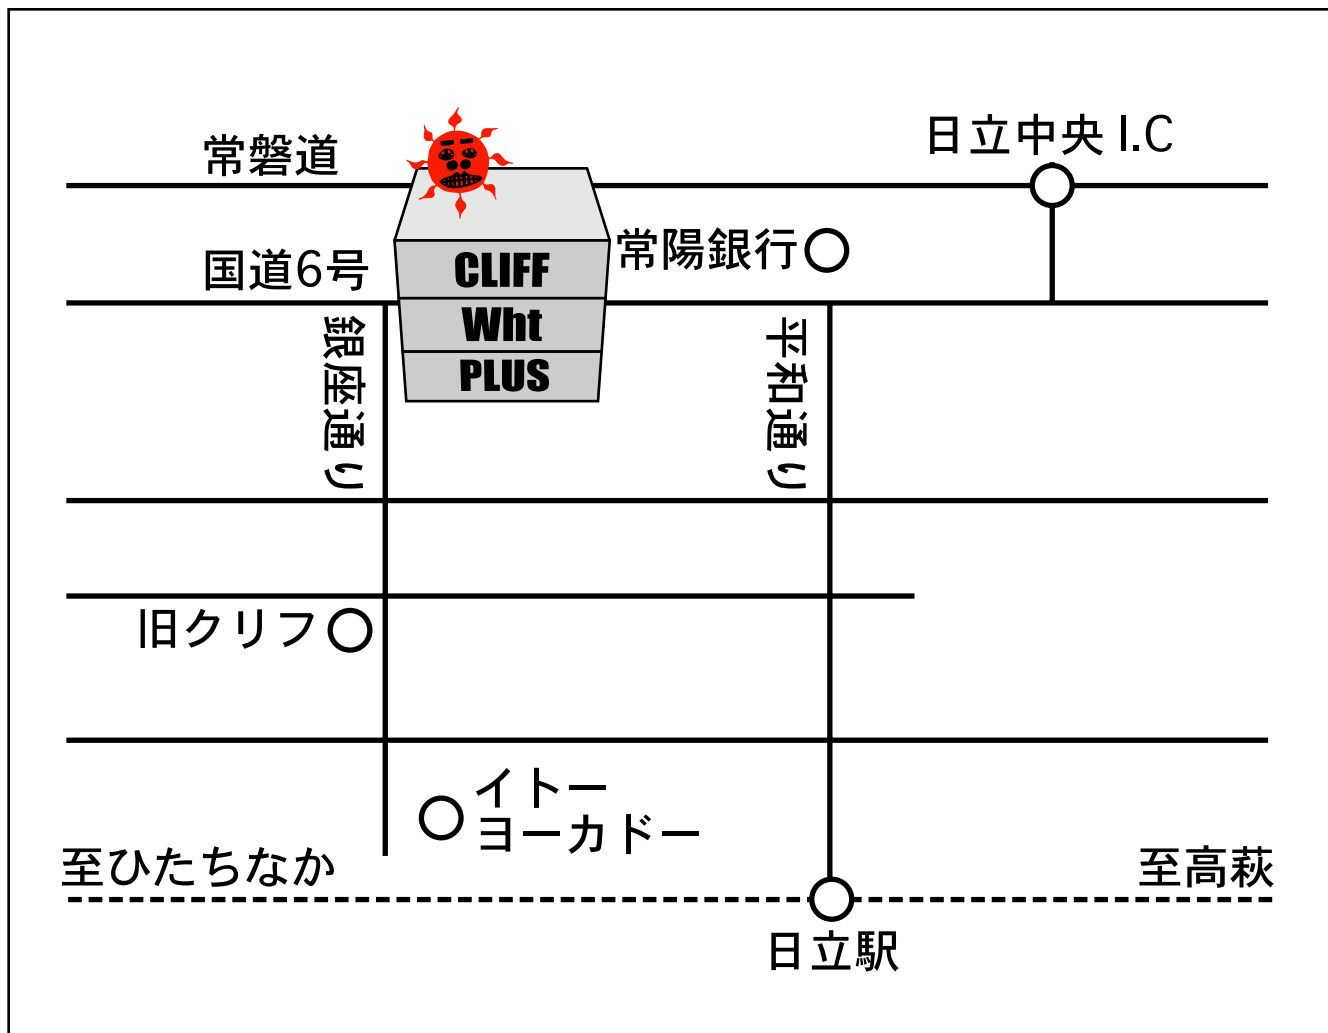 日立中央 I.C
常磐道
常陽銀行
国道6号
CLIFF
Wht
PLUS
銀座通り
平和通り
旧クリフ
イトー
ヨーカドー
至ひたちなか
至高萩
日立駅